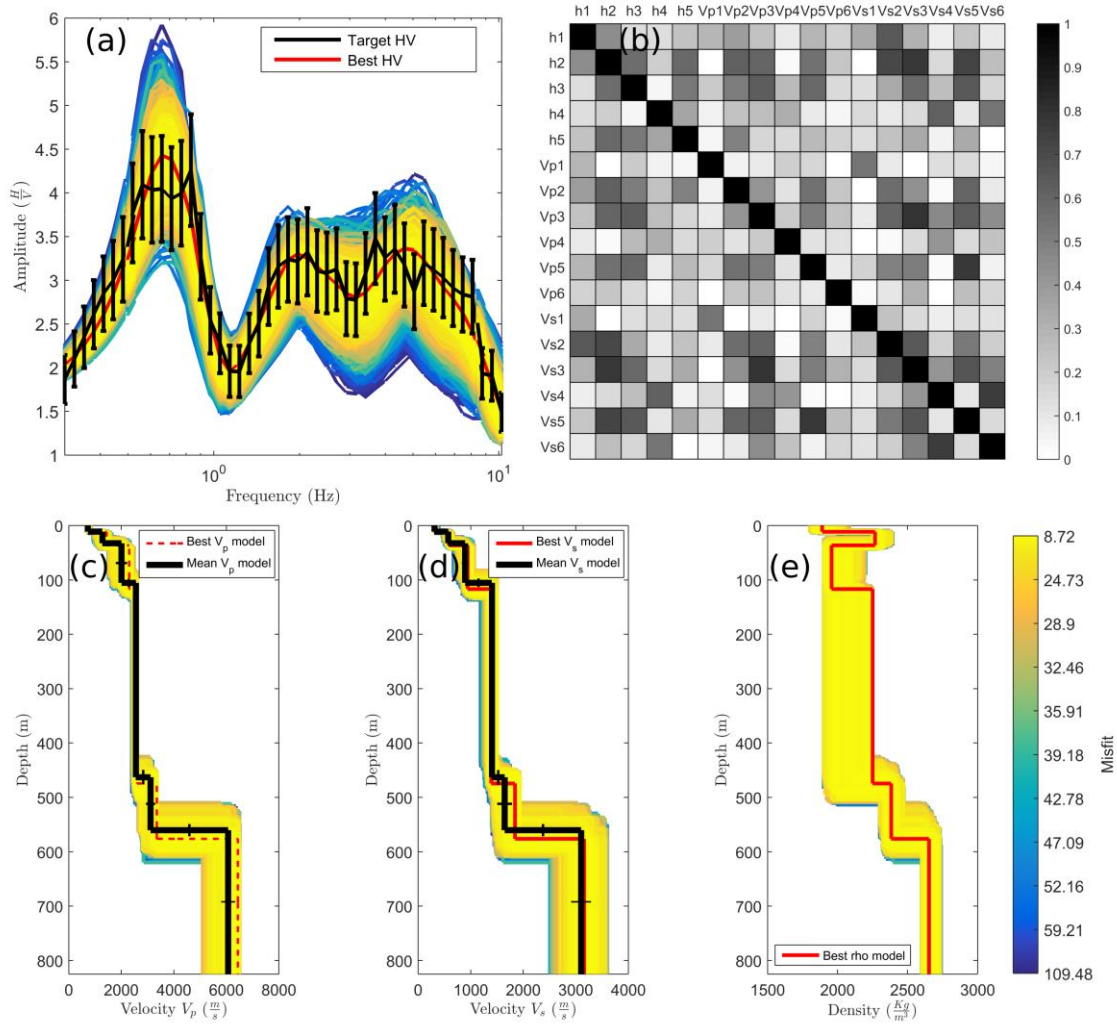 (a)
Target HV
Best HV
6
5.5
5
4.5
4
3.5
3
2.5
2
1.5
1
Amplitude (H/V)
10^0
10^1
Frequency (Hz)
(b)
h1 h2 h3 h4 h5 Vp1 Vp2 Vp3 Vp4 Vp5 Vp6 Vs1 Vs2 Vs3 Vs4 Vs5 Vs6
h1
h2
h3
h4
h5
Vp1
Vp2
Vp3
Vp4
Vp5
Vp6
Vs1
Vs2
Vs3
Vs4
Vs5
Vs6
1
0.9
0.8
0.7
0.6
0.5
0.4
0.3
0.2
0.1
0
(c)
Best V_p model
Mean V_p model
0
100
200
300
400
500
600
700
800
Depth (m)
0 2000 4000 6000 8000
Velocity V_p (m/s)
(d)
Best V_s model
Mean V_s model
0
100
200
300
400
500
600
700
800
Depth (m)
0 1000 2000 3000 4000
Velocity V_s (m/s)
(e)
0
100
200
300
400
500
600
700
800
Depth (m)
Best rho model
1500 2000 2500 3000
Density (Kg/m^3)
8.72
24.73
28.9
32.46
35.91
39.18
42.78
47.09
52.16
59.21
109.48
Misfit